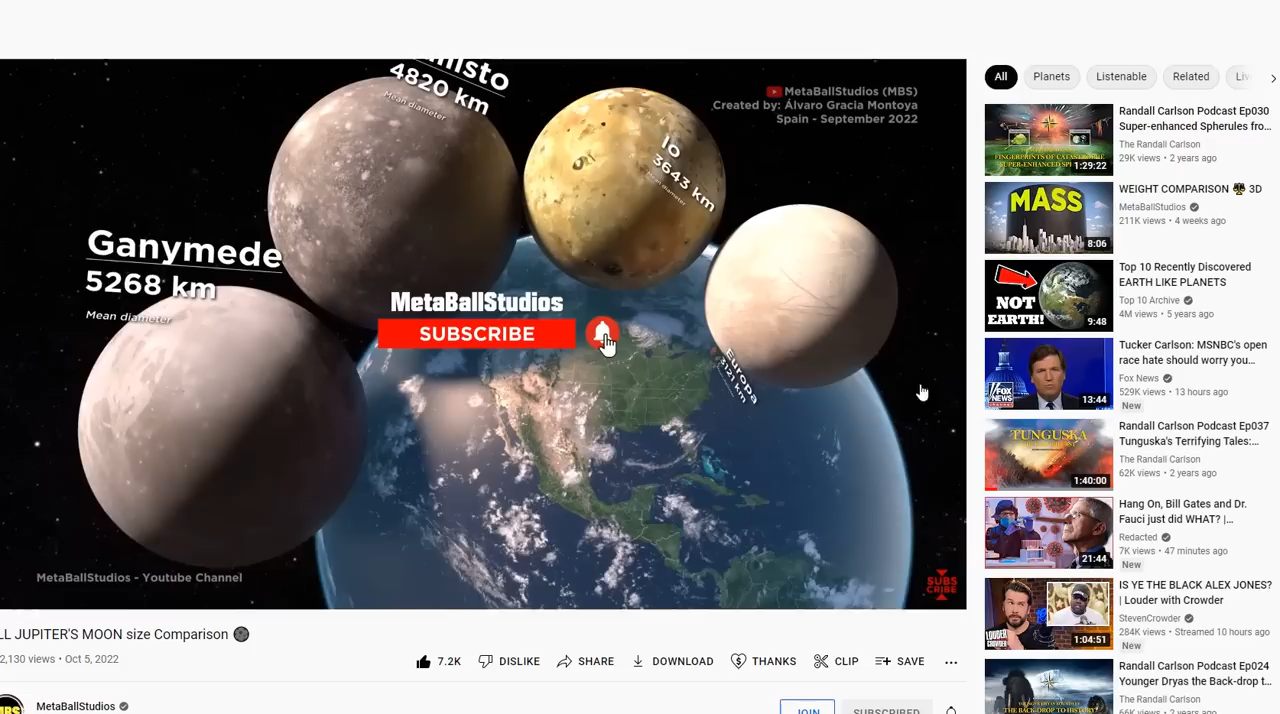 All
Planets
Listenable
Related
4820 km
Mean diameter
MetaBallStudios (MBS)
Created by: Álvaro Gracia Montoya
Spain - September 2022
Io
3643 km
Mean diameter
Ganymede
5268 km
Mean diameter
MetaBallStudios
SUBSCRIBE
Europa
3121 km
MetaBallStudios - Youtube Channel
SUBS
CRIBE
JUPITER'S MOON size Comparison
2,130 views • Oct 5, 2022
7.2K
DISLIKE
SHARE
DOWNLOAD
THANKS
CLIP
SAVE
...
MetaBallStudios
JOIN
SUBSCRIBED
1:29:22
Randall Carlson Podcast Ep030
Super-enhanced Spherules fro...
The Randall Carlson
29K views • 2 years ago
MASS
8:06
WEIGHT COMPARISON 3D
MetaBallStudios
211K views • 4 weeks ago
NOT
EARTH!
9:48
Top 10 Recently Discovered
EARTH LIKE PLANETS
Top 10 Archive
4M views • 5 years ago
FOX
NEWS
13:44
Tucker Carlson: MSNBC's open
race hate should worry you...
Fox News
529K views • 13 hours ago
New
TUNGUSKA
1:40:00
Randall Carlson Podcast Ep037
Tunguska's Terrifying Tales:...
The Randall Carlson
62K views • 2 years ago
21:44
Hang On, Bill Gates and Dr.
Fauci just did WHAT? |...
Redacted
7K views • 47 minutes ago
New
LOUDER
1:04:51
IS YE THE BLACK ALEX JONES?
| Louder with Crowder
StevenCrowder
284K views • Streamed 10 hours ago
New
Randall Carlson Podcast Ep024
Younger Dryas the Back-drop t...
The Randall Carlson